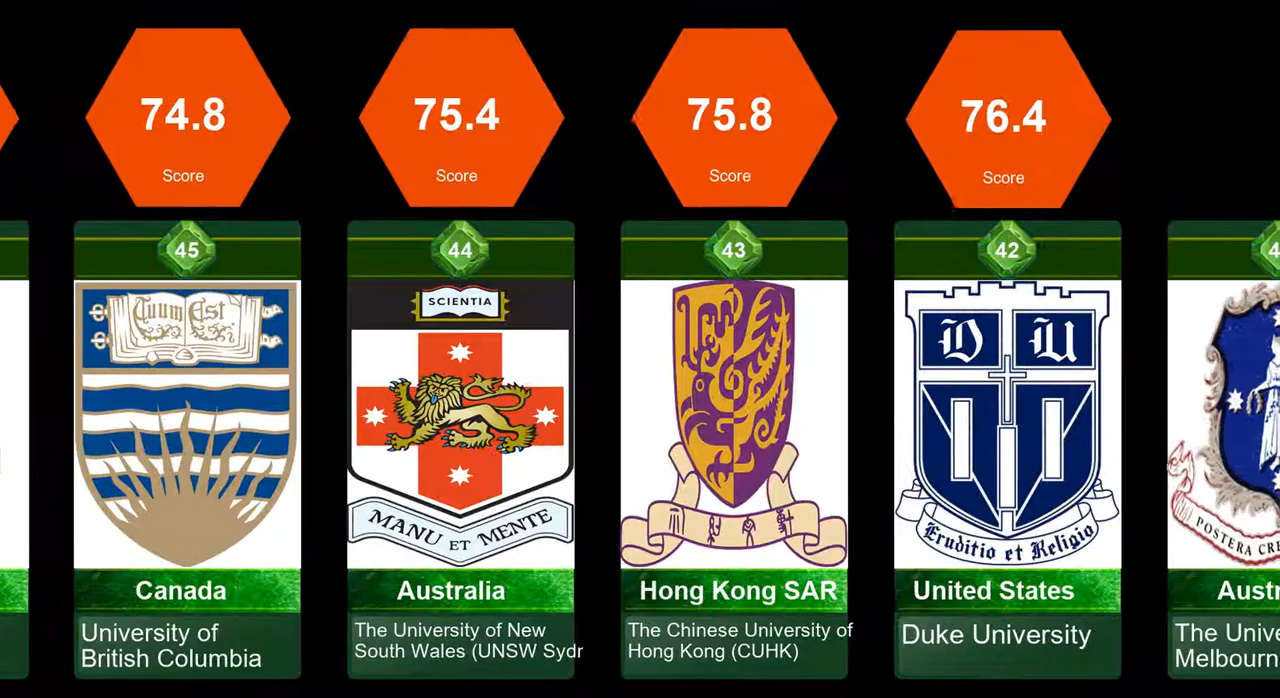 74.8
Score
75.4
Score
75.8
Score
76.4
Score
45
44
43
42
4
Tuum Est
SCIENTIA
MANU ET MENTE
D U
Eruditio et Religio
POSTERA CRE
Canada
Australia
Hong Kong SAR
United States
Austr
University of
British Columbia
The University of New
South Wales (UNSW Sydr
The Chinese University of
Hong Kong (CUHK)
Duke University
The Unive
Melbourn